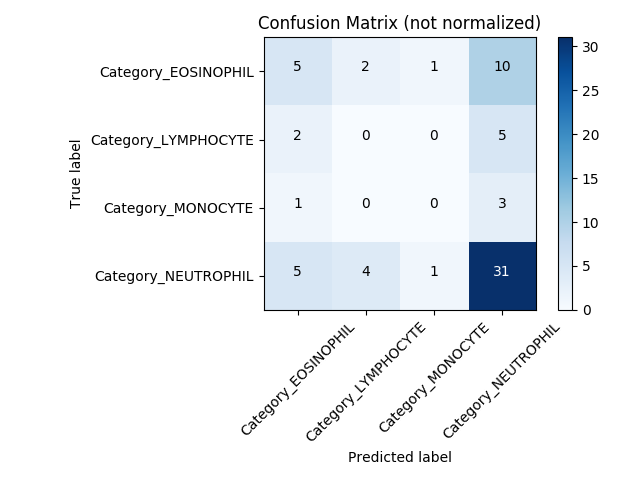 Confusion Matrix (not normalized)
True label
Category_EOSINOPHIL 5 2 1 10
Category_LYMPHOCYTE 2 0 0 5
Category_MONOCYTE 1 0 0 3
Category_NEUTROPHIL 5 4 1 31
Category_EOSINOPHIL
Category_LYMPHOCYTE
Category_MONOCYTE
Category_NEUTROPHIL
Predicted label
30
25
20
15
10
5
0